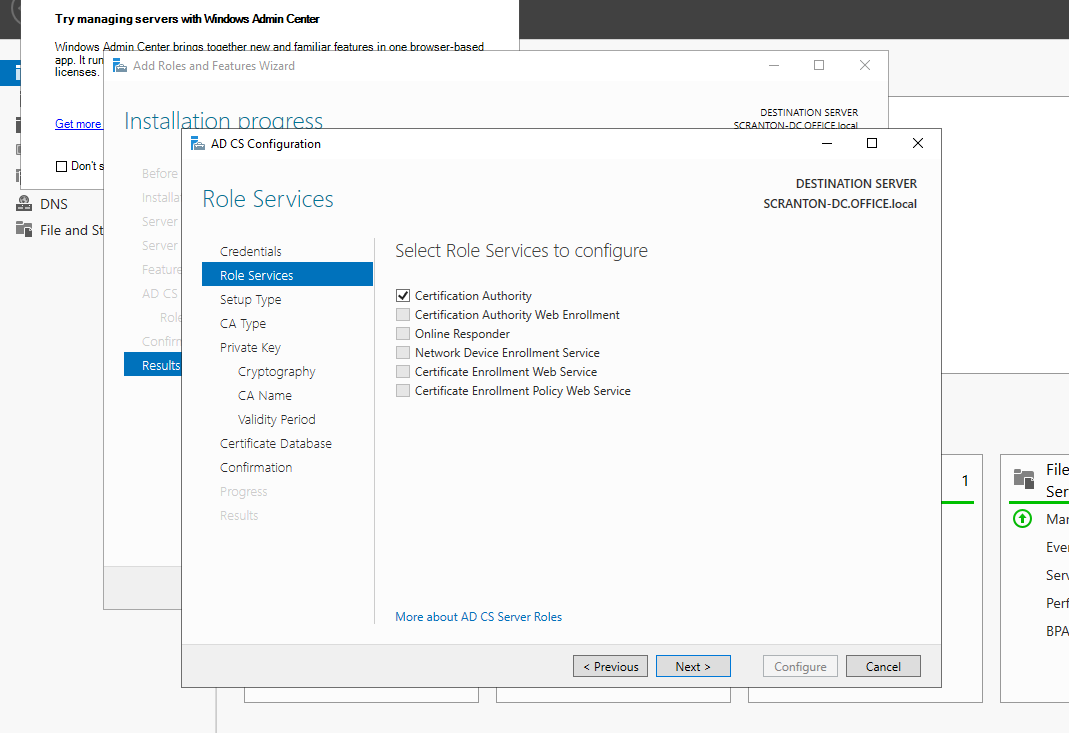 Try managing servers with Windows Admin Center
Windows Admin Center brings together new and familiar features in one browser-based
app. It run
licenses.
Get more
Don't s
DNS
File and St
Add Roles and Features Wizard
Installation progress
DESTINATION SERVER
SCRANTON-DC.OFFICE.local
Before
Installa
Server
Server
Feature
AD CS
Role
Confirm
Results
AD CS Configuration
Role Services
DESTINATION SERVER
SCRANTON-DC.OFFICE.local
Credentials
Role Services
Setup Type
CA Type
Private Key
Cryptography
CA Name
Validity Period
Certificate Database
Confirmation
Progress
Results
Select Role Services to configure
Certification Authority
Certification Authority Web Enrollment
Online Responder
Network Device Enrollment Service
Certificate Enrollment Web Service
Certificate Enrollment Policy Web Service
More about AD CS Server Roles
< Previous
Next >
Configure
Cancel
1
File
Ser
Man
Eve
Serv
Perf
BPA